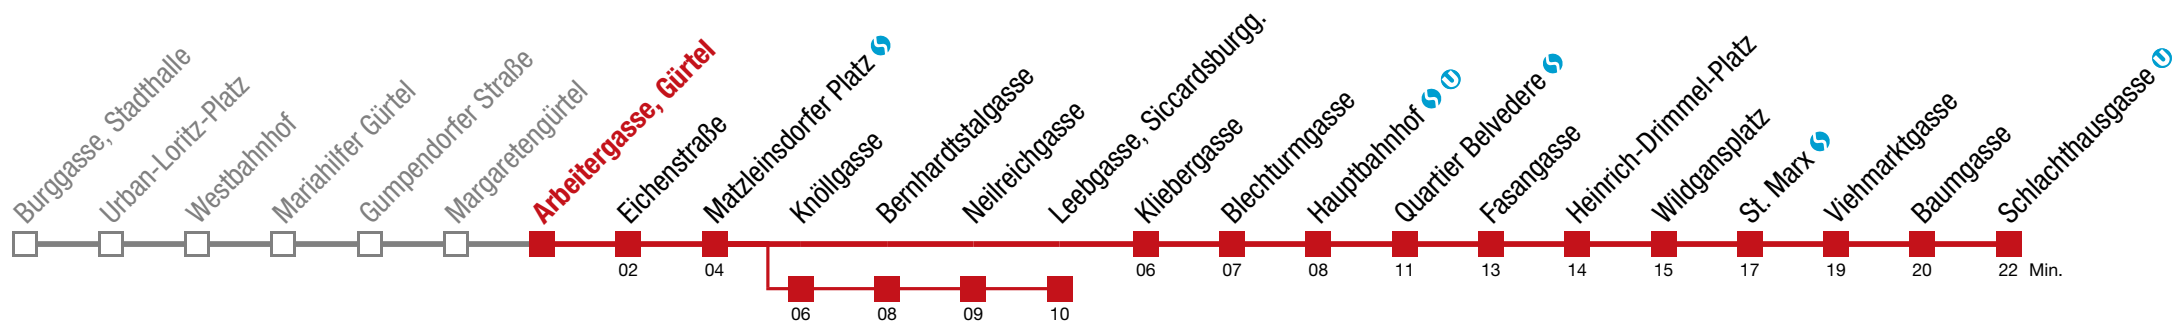 Burggasse, Stadthalle
Urban-Loritz-Platz
Westbahnhof
Mariahilfer Gürtel
Gumpendorfer Straße
Margaretengürtel
Arbeitergasse, Gürtel
Eichenstraße
Matzleinsdorfer Platz S
Knöllgasse
Bernhardtstalgasse
Neilreichgasse
Leebgasse, Siccardsburgg.
Kliebergasse
Blechturmgasse
Hauptbahnhof S U
Quartier Belvedere S
Fasangasse
Heinrich-Drimmel-Platz
Wildgansplatz
St. Marx S
Viehmarktgasse
Baumgasse
Schlachthausgasse U
02 04 06 07 08 11 13 14 15 17 19 20 22 Min.
06 08 09 10